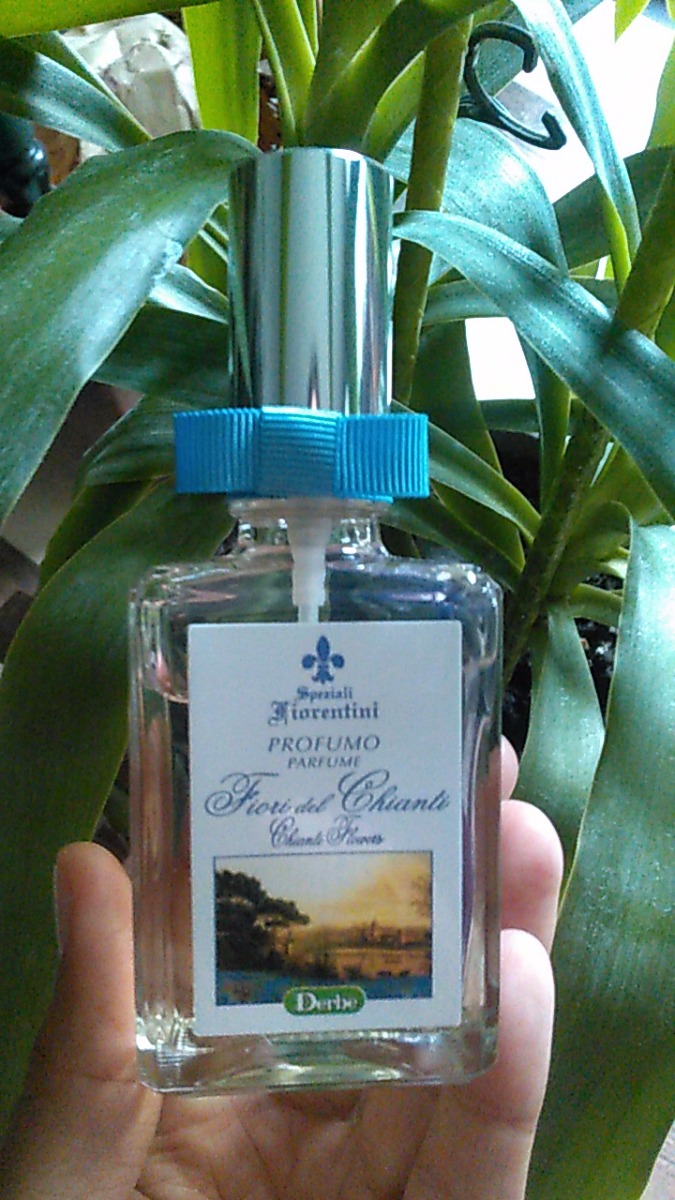 Speziali
Fiorentini
PROFUMO
PARFUME
Fiori del Chianti
Chianti Flowers
Derbe